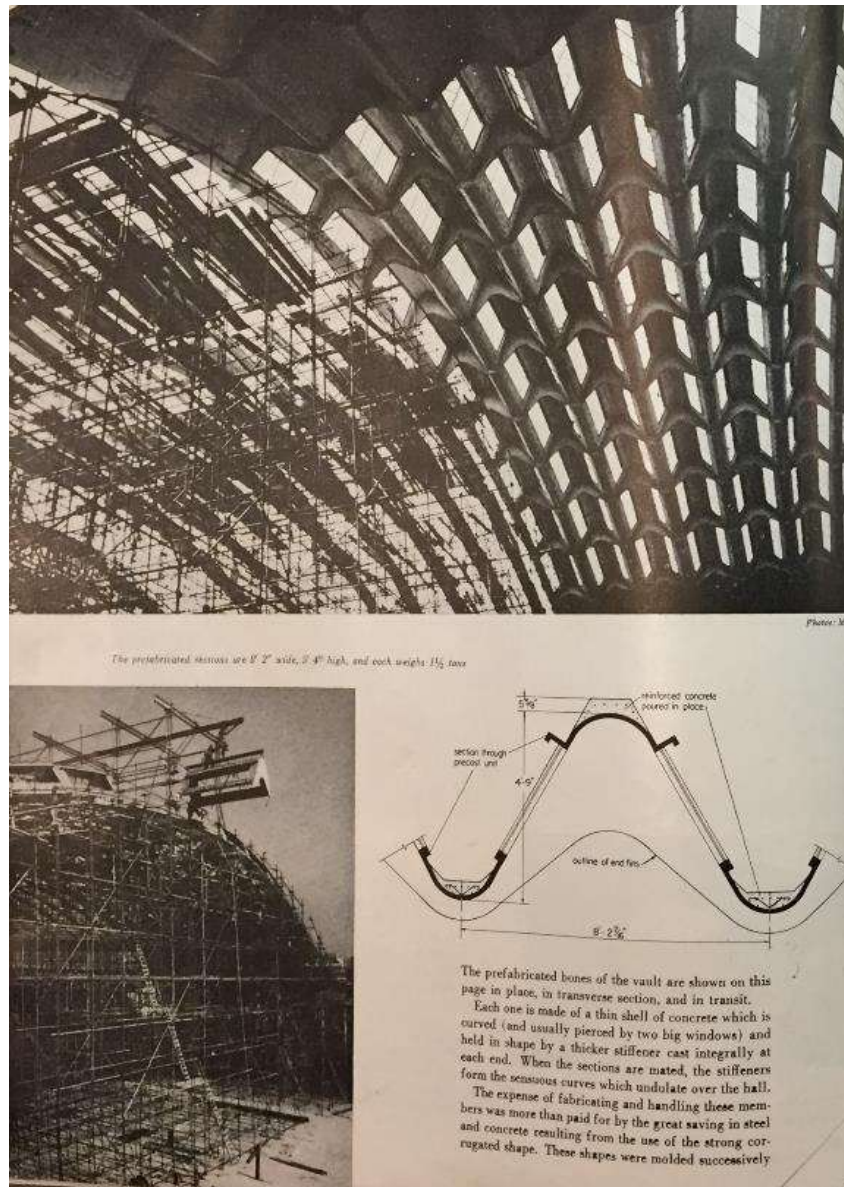 Photos:
The prefabricated sections are 8' 2" wide, 5' 4" high, and each weighs 1½ tons
reinforced concrete
poured in place
5 ⅞"
section through
precast unit
4'-9"
outline of end fins
The prefabricated bones of the vault are shown on this
page in place, in transverse section, and in transit.
Each one is made of a thin shell of concrete which is
curved (and usually pierced by two big windows) and
held in shape by a thicker stiffener cast integrally at
each end. When the sections are mated, the stiffeners
form the sensuous curves which undulate over the hall.
The expense of fabricating and handling these mem-
bers was more than paid for by the great saving in steel
and concrete resulting from the use of the strong cor-
rugated shape. These shapes were molded successively